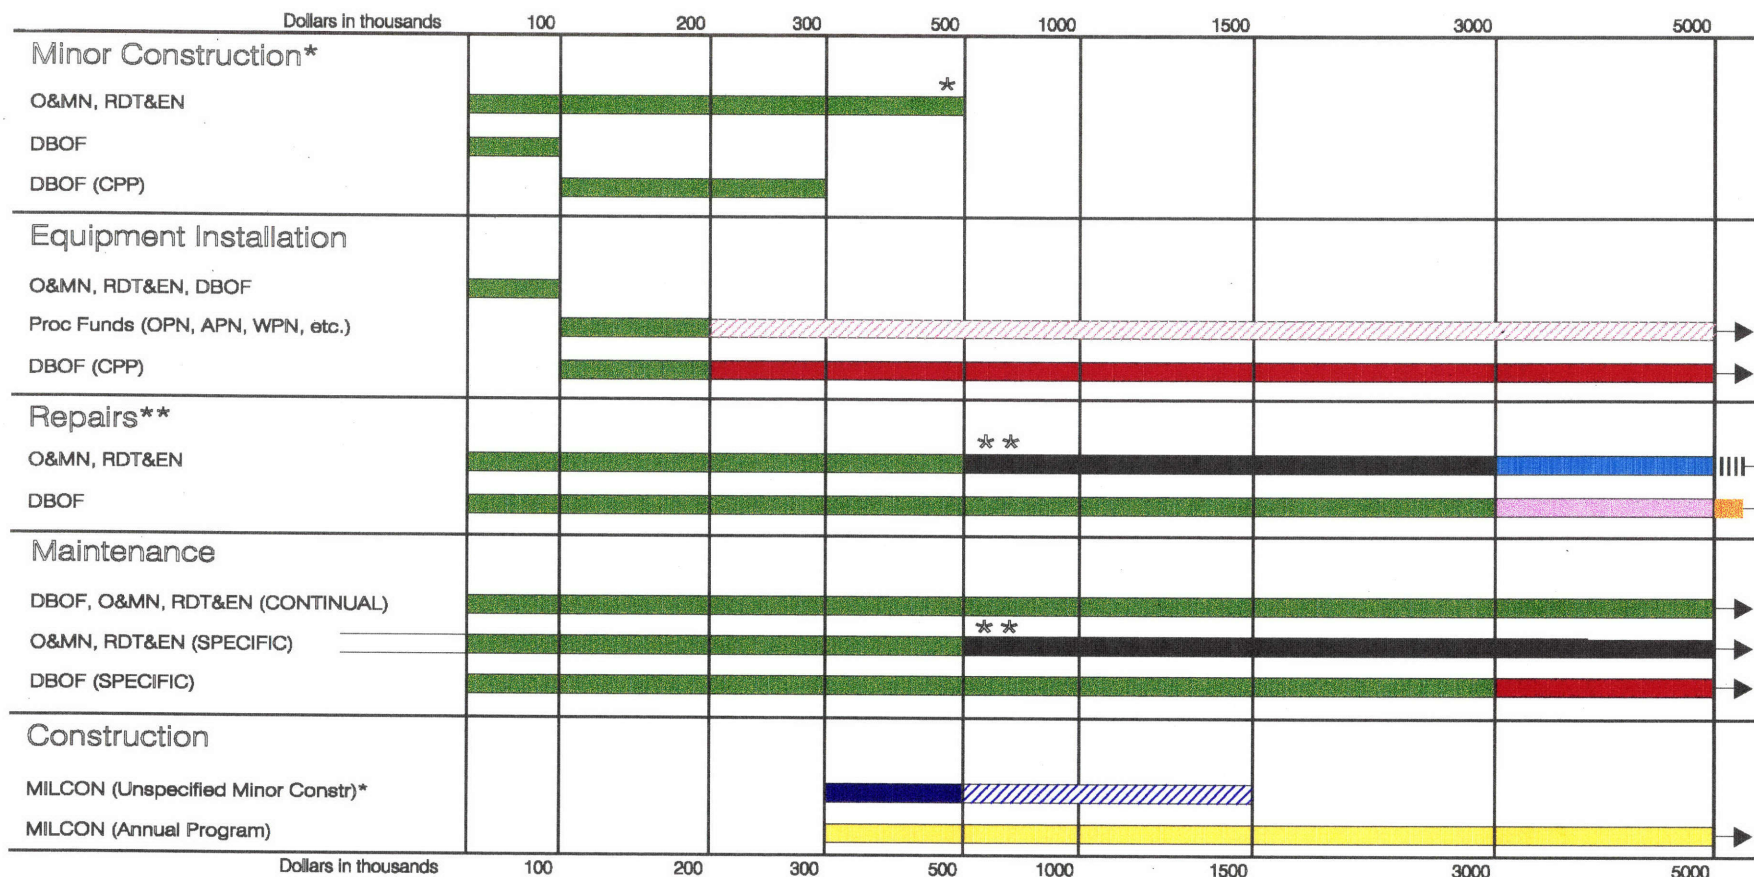 Dollars in thousands 100 200 300 500 1000 1500 3000 5000
Minor Construction*
*
O&MN, RDT&EN
DBOF
DBOF (CPP)
Equipment Installation
O&MN, RDT&EN, DBOF
Proc Funds (OPN, APN, WPN, etc.)
DBOF (CPP)
Repairs**
**
O&MN, RDT&EN
DBOF
Maintenance
DBOF, O&MN, RDT&EN (CONTINUAL)
**
O&MN, RDT&EN (SPECIFIC)
DBOF (SPECIFIC)
Construction
MILCON (Unspecified Minor Constr)*
MILCON (Annual Program)
Dollars in thousands 100 200 300 500 1000 1500 3000 5000